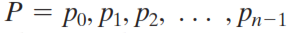 P = p₀, p₁, p₂, . . . , pₙ₋₁